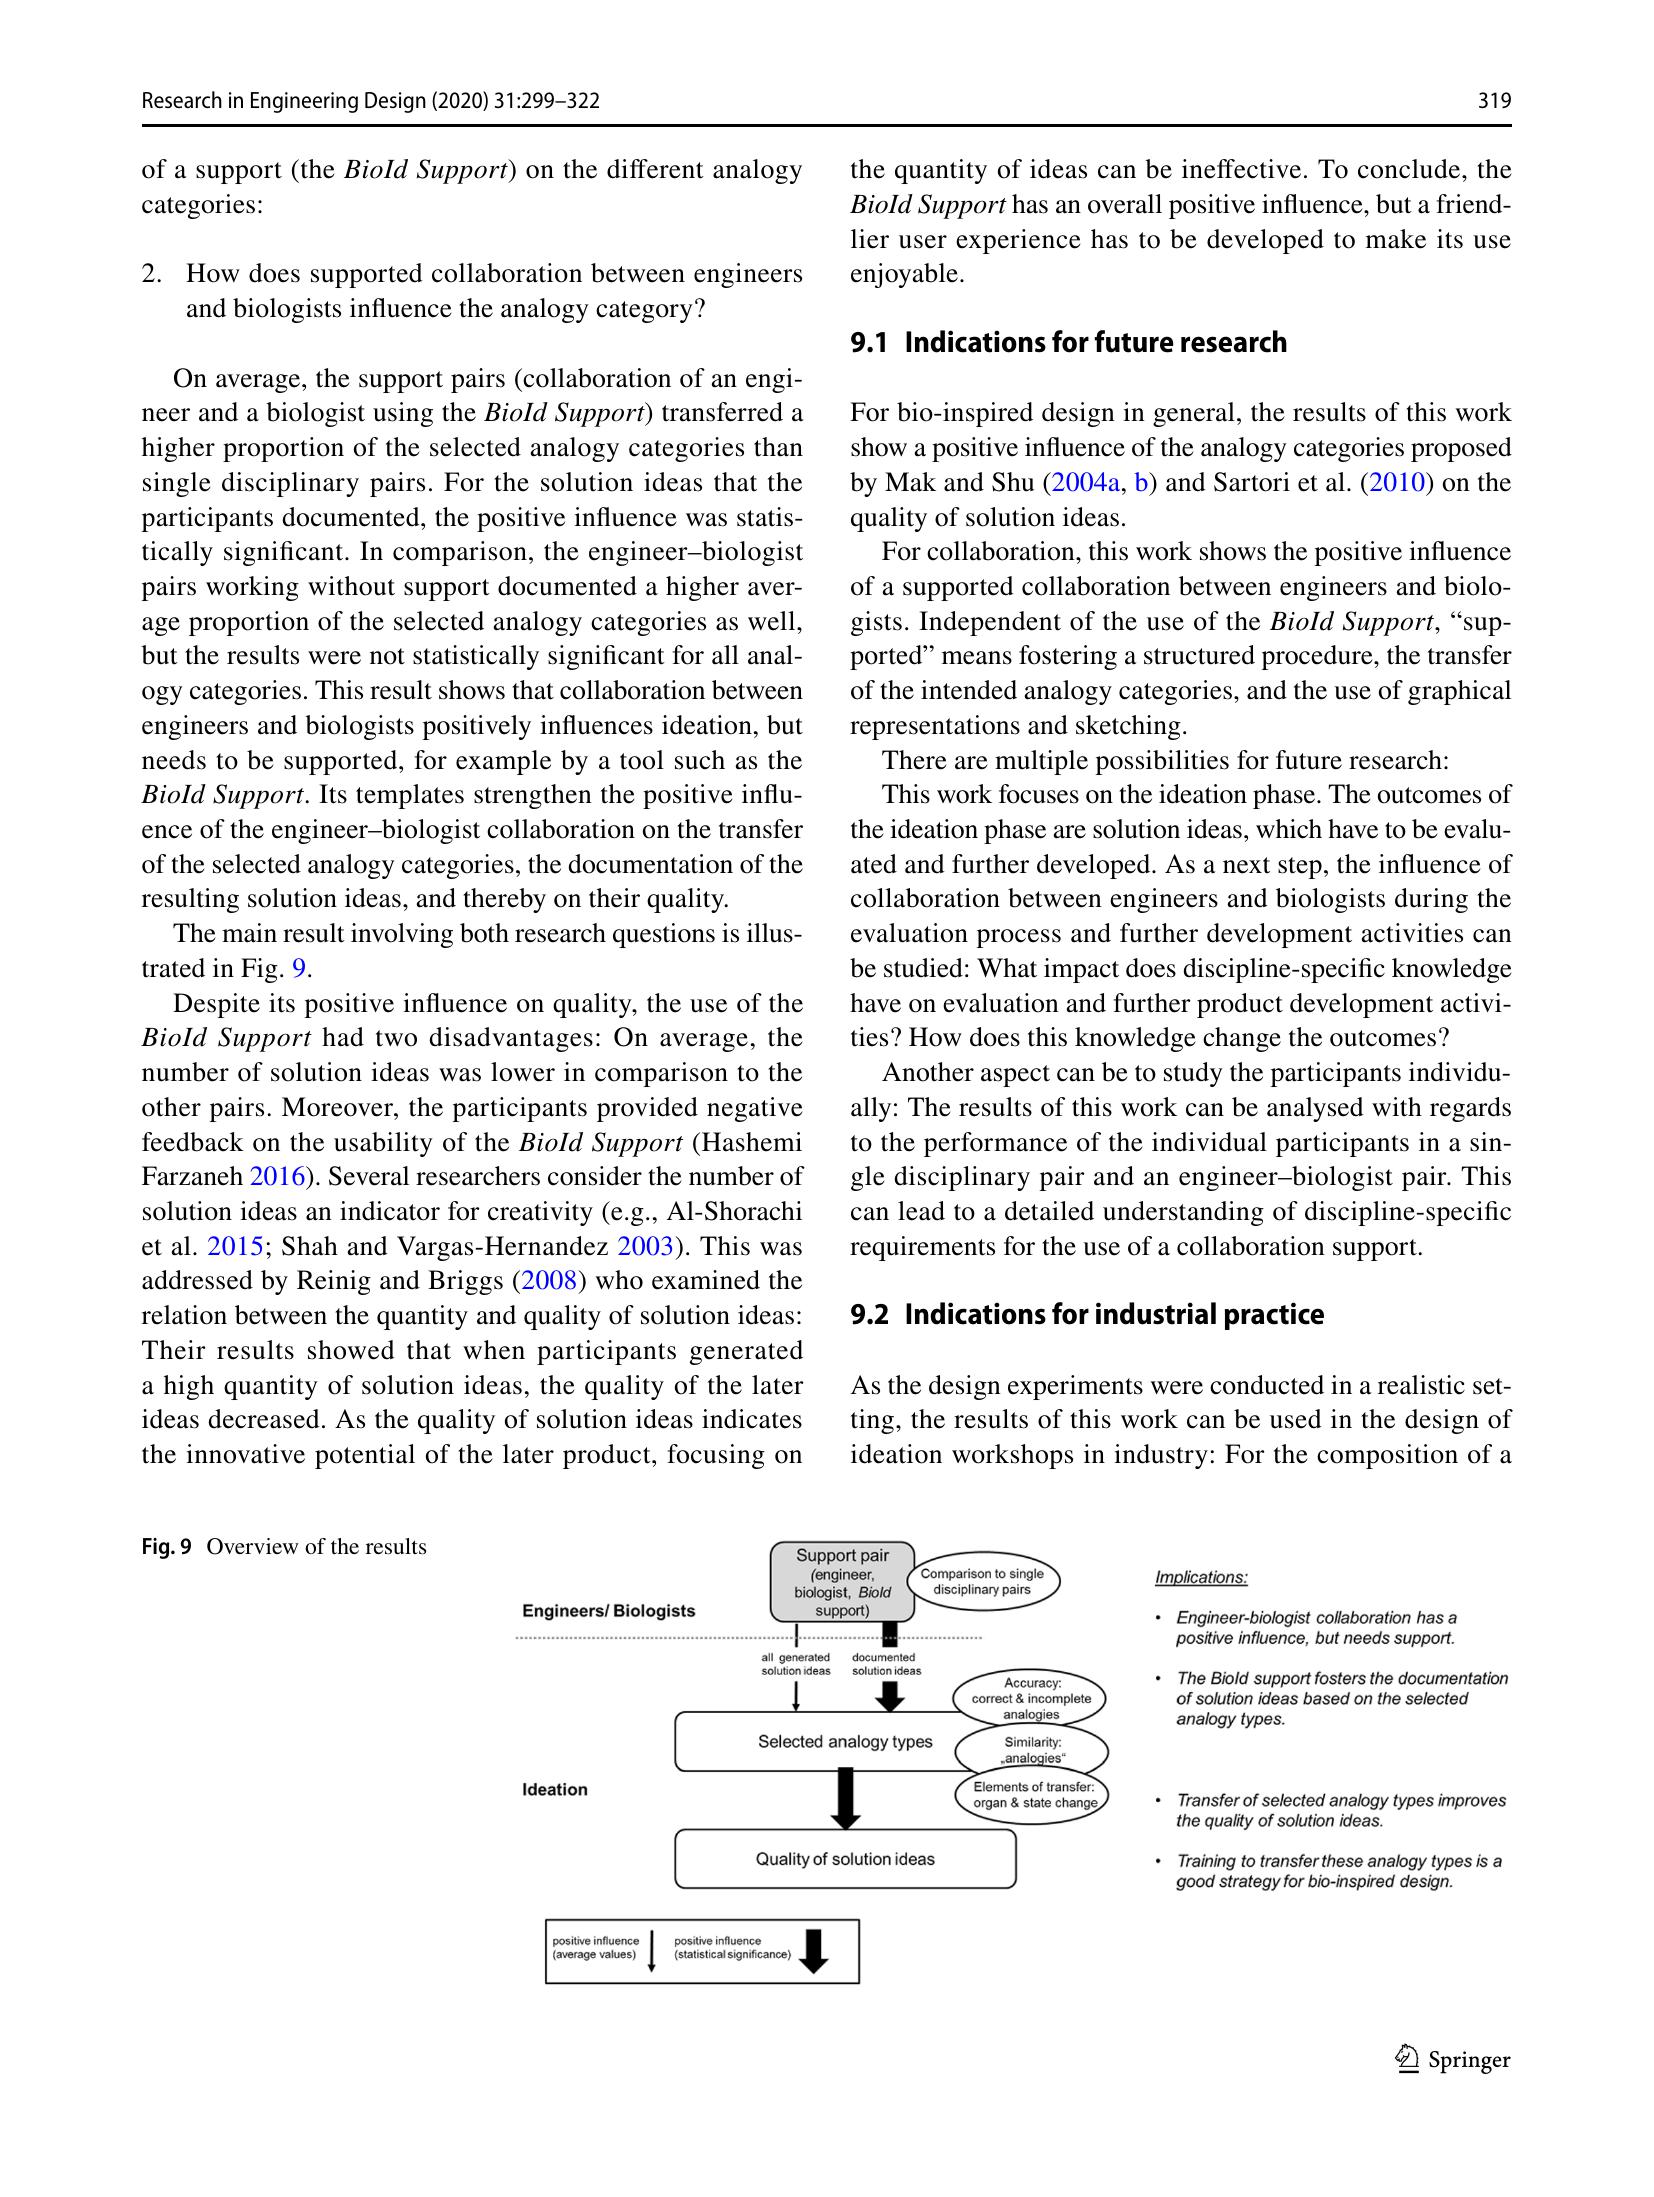 Research in Engineering Design (2020) 31:299–322
319
of a support (the BioId Support) on the different analogy
categories:
2. How does supported collaboration between engineers
and biologists influence the analogy category?
On average, the support pairs (collaboration of an engi-
neer and a biologist using the BioId Support) transferred a
higher proportion of the selected analogy categories than
single disciplinary pairs. For the solution ideas that the
participants documented, the positive influence was statis-
tically significant. In comparison, the engineer–biologist
pairs working without support documented a higher aver-
age proportion of the selected analogy categories as well,
but the results were not statistically significant for all anal-
ogy categories. This result shows that collaboration between
engineers and biologists positively influences ideation, but
needs to be supported, for example by a tool such as the
BioId Support. Its templates strengthen the positive influ-
ence of the engineer–biologist collaboration on the transfer
of the selected analogy categories, the documentation of the
resulting solution ideas, and thereby on their quality.
The main result involving both research questions is illus-
trated in Fig. 9.
Despite its positive influence on quality, the use of the
BioId Support had two disadvantages: On average, the
number of solution ideas was lower in comparison to the
other pairs. Moreover, the participants provided negative
feedback on the usability of the BioId Support (Hashemi
Farzaneh 2016). Several researchers consider the number of
solution ideas an indicator for creativity (e.g., Al-Shorachi
et al. 2015; Shah and Vargas-Hernandez 2003). This was
addressed by Reinig and Briggs (2008) who examined the
relation between the quantity and quality of solution ideas:
Their results showed that when participants generated
a high quantity of solution ideas, the quality of the later
ideas decreased. As the quality of solution ideas indicates
the innovative potential of the later product, focusing on
the quantity of ideas can be ineffective. To conclude, the
BioId Support has an overall positive influence, but a friend-
lier user experience has to be developed to make its use
enjoyable.
9.1 Indications for future research
For bio-inspired design in general, the results of this work
show a positive influence of the analogy categories proposed
by Mak and Shu (2004a, b) and Sartori et al. (2010) on the
quality of solution ideas.
For collaboration, this work shows the positive influence
of a supported collaboration between engineers and biolo-
gists. Independent of the use of the BioId Support, “sup-
ported” means fostering a structured procedure, the transfer
of the intended analogy categories, and the use of graphical
representations and sketching.
There are multiple possibilities for future research:
This work focuses on the ideation phase. The outcomes of
the ideation phase are solution ideas, which have to be evalu-
ated and further developed. As a next step, the influence of
collaboration between engineers and biologists during the
evaluation process and further development activities can
be studied: What impact does discipline-specific knowledge
have on evaluation and further product development activi-
ties? How does this knowledge change the outcomes?
Another aspect can be to study the participants individu-
ally: The results of this work can be analysed with regards
to the performance of the individual participants in a sin-
gle disciplinary pair and an engineer–biologist pair. This
can lead to a detailed understanding of discipline-specific
requirements for the use of a collaboration support.
9.2 Indications for industrial practice
As the design experiments were conducted in a realistic set-
ting, the results of this work can be used in the design of
ideation workshops in industry: For the composition of a
Fig. 9 Overview of the results
Support pair
(engineer,
biologist, BioId
support)
Comparison to single
disciplinary pairs
Engineers/ Biologists
all generated
solution ideas
documented
solution ideas
Accuracy:
correct & incomplete
analogies
Selected analogy types
Similarity:
„analogies“
Elements of transfer:
organ & state change
Ideation
Quality of solution ideas
positive influence
(average values)
positive influence
(statistical significance)
Implications:
• Engineer-biologist collaboration has a
positive influence, but needs support.
• The BioId support fosters the documentation
of solution ideas based on the selected
analogy types.
• Transfer of selected analogy types improves
the quality of solution ideas.
• Training to transfer these analogy types is a
good strategy for bio-inspired design.
Springer